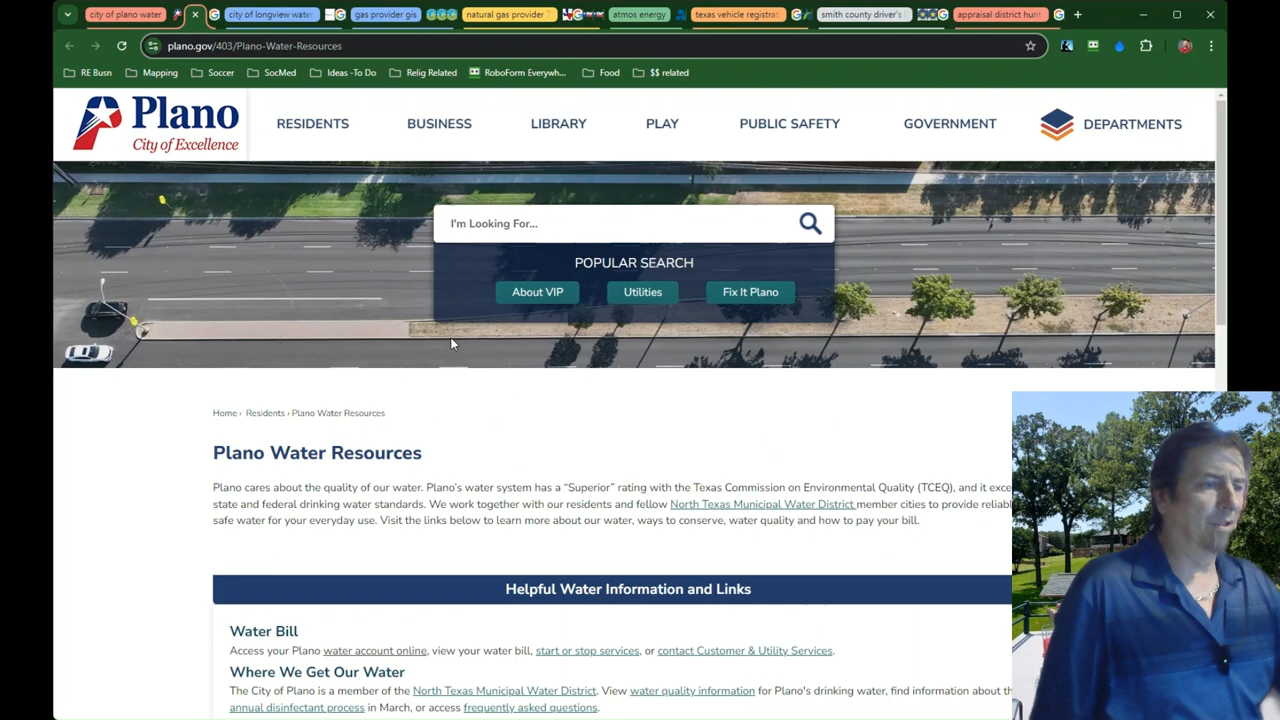 city of plano water
city of longview water
gas provider gis
natural gas provider
atmos energy
texas vehicle registrat
smith county driver's
appraisal district hunt
plano.gov/403/Plano-Water-Resources
RE Busn
Mapping
Soccer
SocMed
Ideas -To Do
Relig Related
RoboForm Everywh...
Food
$$ related
Plano
City of Excellence
RESIDENTS
BUSINESS
LIBRARY
PLAY
PUBLIC SAFETY
GOVERNMENT
DEPARTMENTS
I'm Looking For...
POPULAR SEARCH
About VIP
Utilities
Fix It Plano
Home › Residents › Plano Water Resources
Plano Water Resources
Plano cares about the quality of our water. Plano's water system has a “Superior” rating with the Texas Commission on Environmental Quality (TCEQ), and it exce
state and federal drinking water standards. We work together with our residents and fellow North Texas Municipal Water District member cities to provide reliab
safe water for your everyday use. Visit the links below to learn more about our water, ways to conserve, water quality and how to pay your bill.
Helpful Water Information and Links
Water Bill
Access your Plano water account online, view your water bill, start or stop services, or contact Customer & Utility Services.
Where We Get Our Water
The City of Plano is a member of the North Texas Municipal Water District. View water quality information for Plano's drinking water, find information about th
annual disinfectant process in March, or access frequently asked questions.